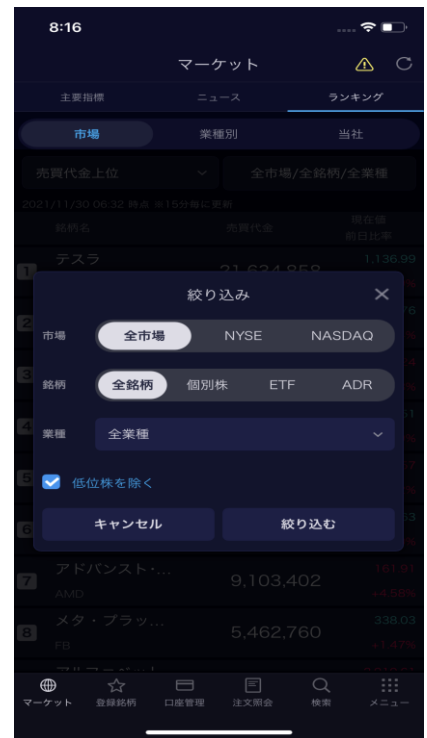 8:16
マーケット
主要指標 ニュース ランキング
市場 業種別 当社
売買代金上位 全市場/全銘柄/全業種
2021/11/30 06:32 時点 ※15分毎に更新
銘柄名 売買代金 現在値
前日比率
1 テスラ 21,634,858 1,136.99
絞り込み
2
市場 全市場 NYSE NASDAQ
3
銘柄 全銘柄 個別株 ETF ADR
4
業種 全業種
5
低位株を除く
キャンセル 絞り込む
6
7 アドバンスト・... 9,103,402 161.91
AMD +4.58%
8 メタ・プラッ... 5,462,760 338.03
FB +1.47%
マーケット 登録銘柄 口座管理 注文照会 検索 メニュー